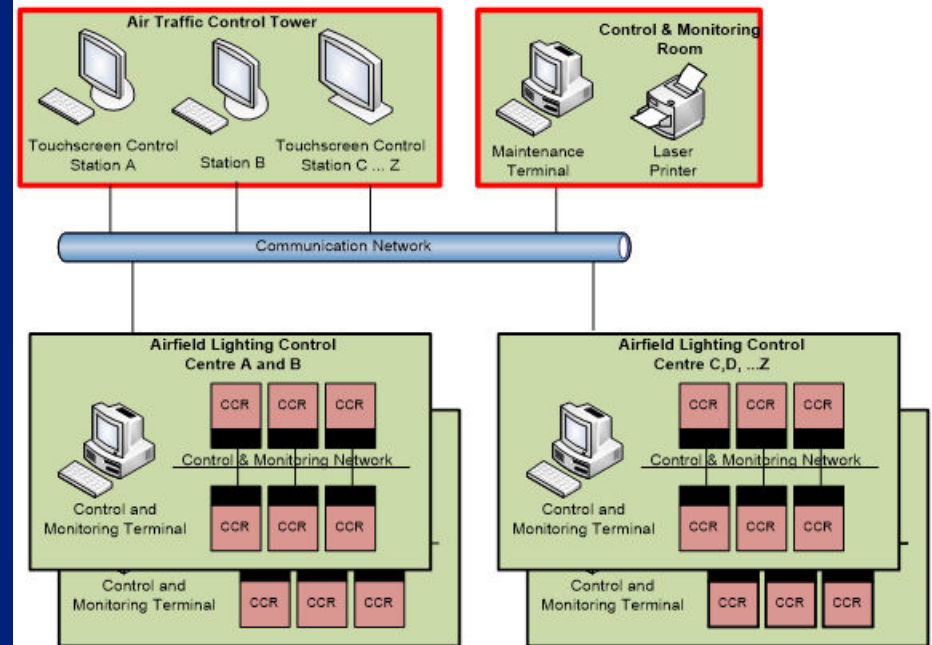 Air Traffic Control Tower
Touchscreen Control
Station A
Station B
Touchscreen Control
Station C ... Z
Control & Monitoring
Room
Maintenance
Terminal
Laser
Printer
Communication Network
Airfield Lighting Control
Centre A and B
CCR CCR CCR
Control & Monitoring Network
Control and
Monitoring Terminal
CCR CCR CCR
Control and
Monitoring Terminal
CCR CCR CCR
Airfield Lighting Control
Centre C,D, ...Z
CCR CCR CCR
Control & Monitoring Network
Control and
Monitoring Terminal
CCR CCR CCR
Control and
Monitoring Terminal
CCR CCR CCR